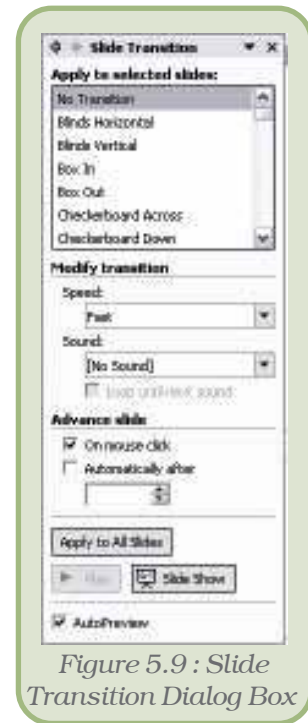 Slide Transition
Apply to selected slides:
No Transition
Blinds Horizontal
Blinds Vertical
Box In
Box Out
Checkerboard Across
Checkerboard Down
Modify transition
Speed:
Fast
Sound:
[No Sound]
Loop until next sound
Advance slide
On mouse click
Automatically after
Apply to All Slides
Play
Slide Show
AutoPreview
Figure 5.9 : Slide
Transition Dialog Box